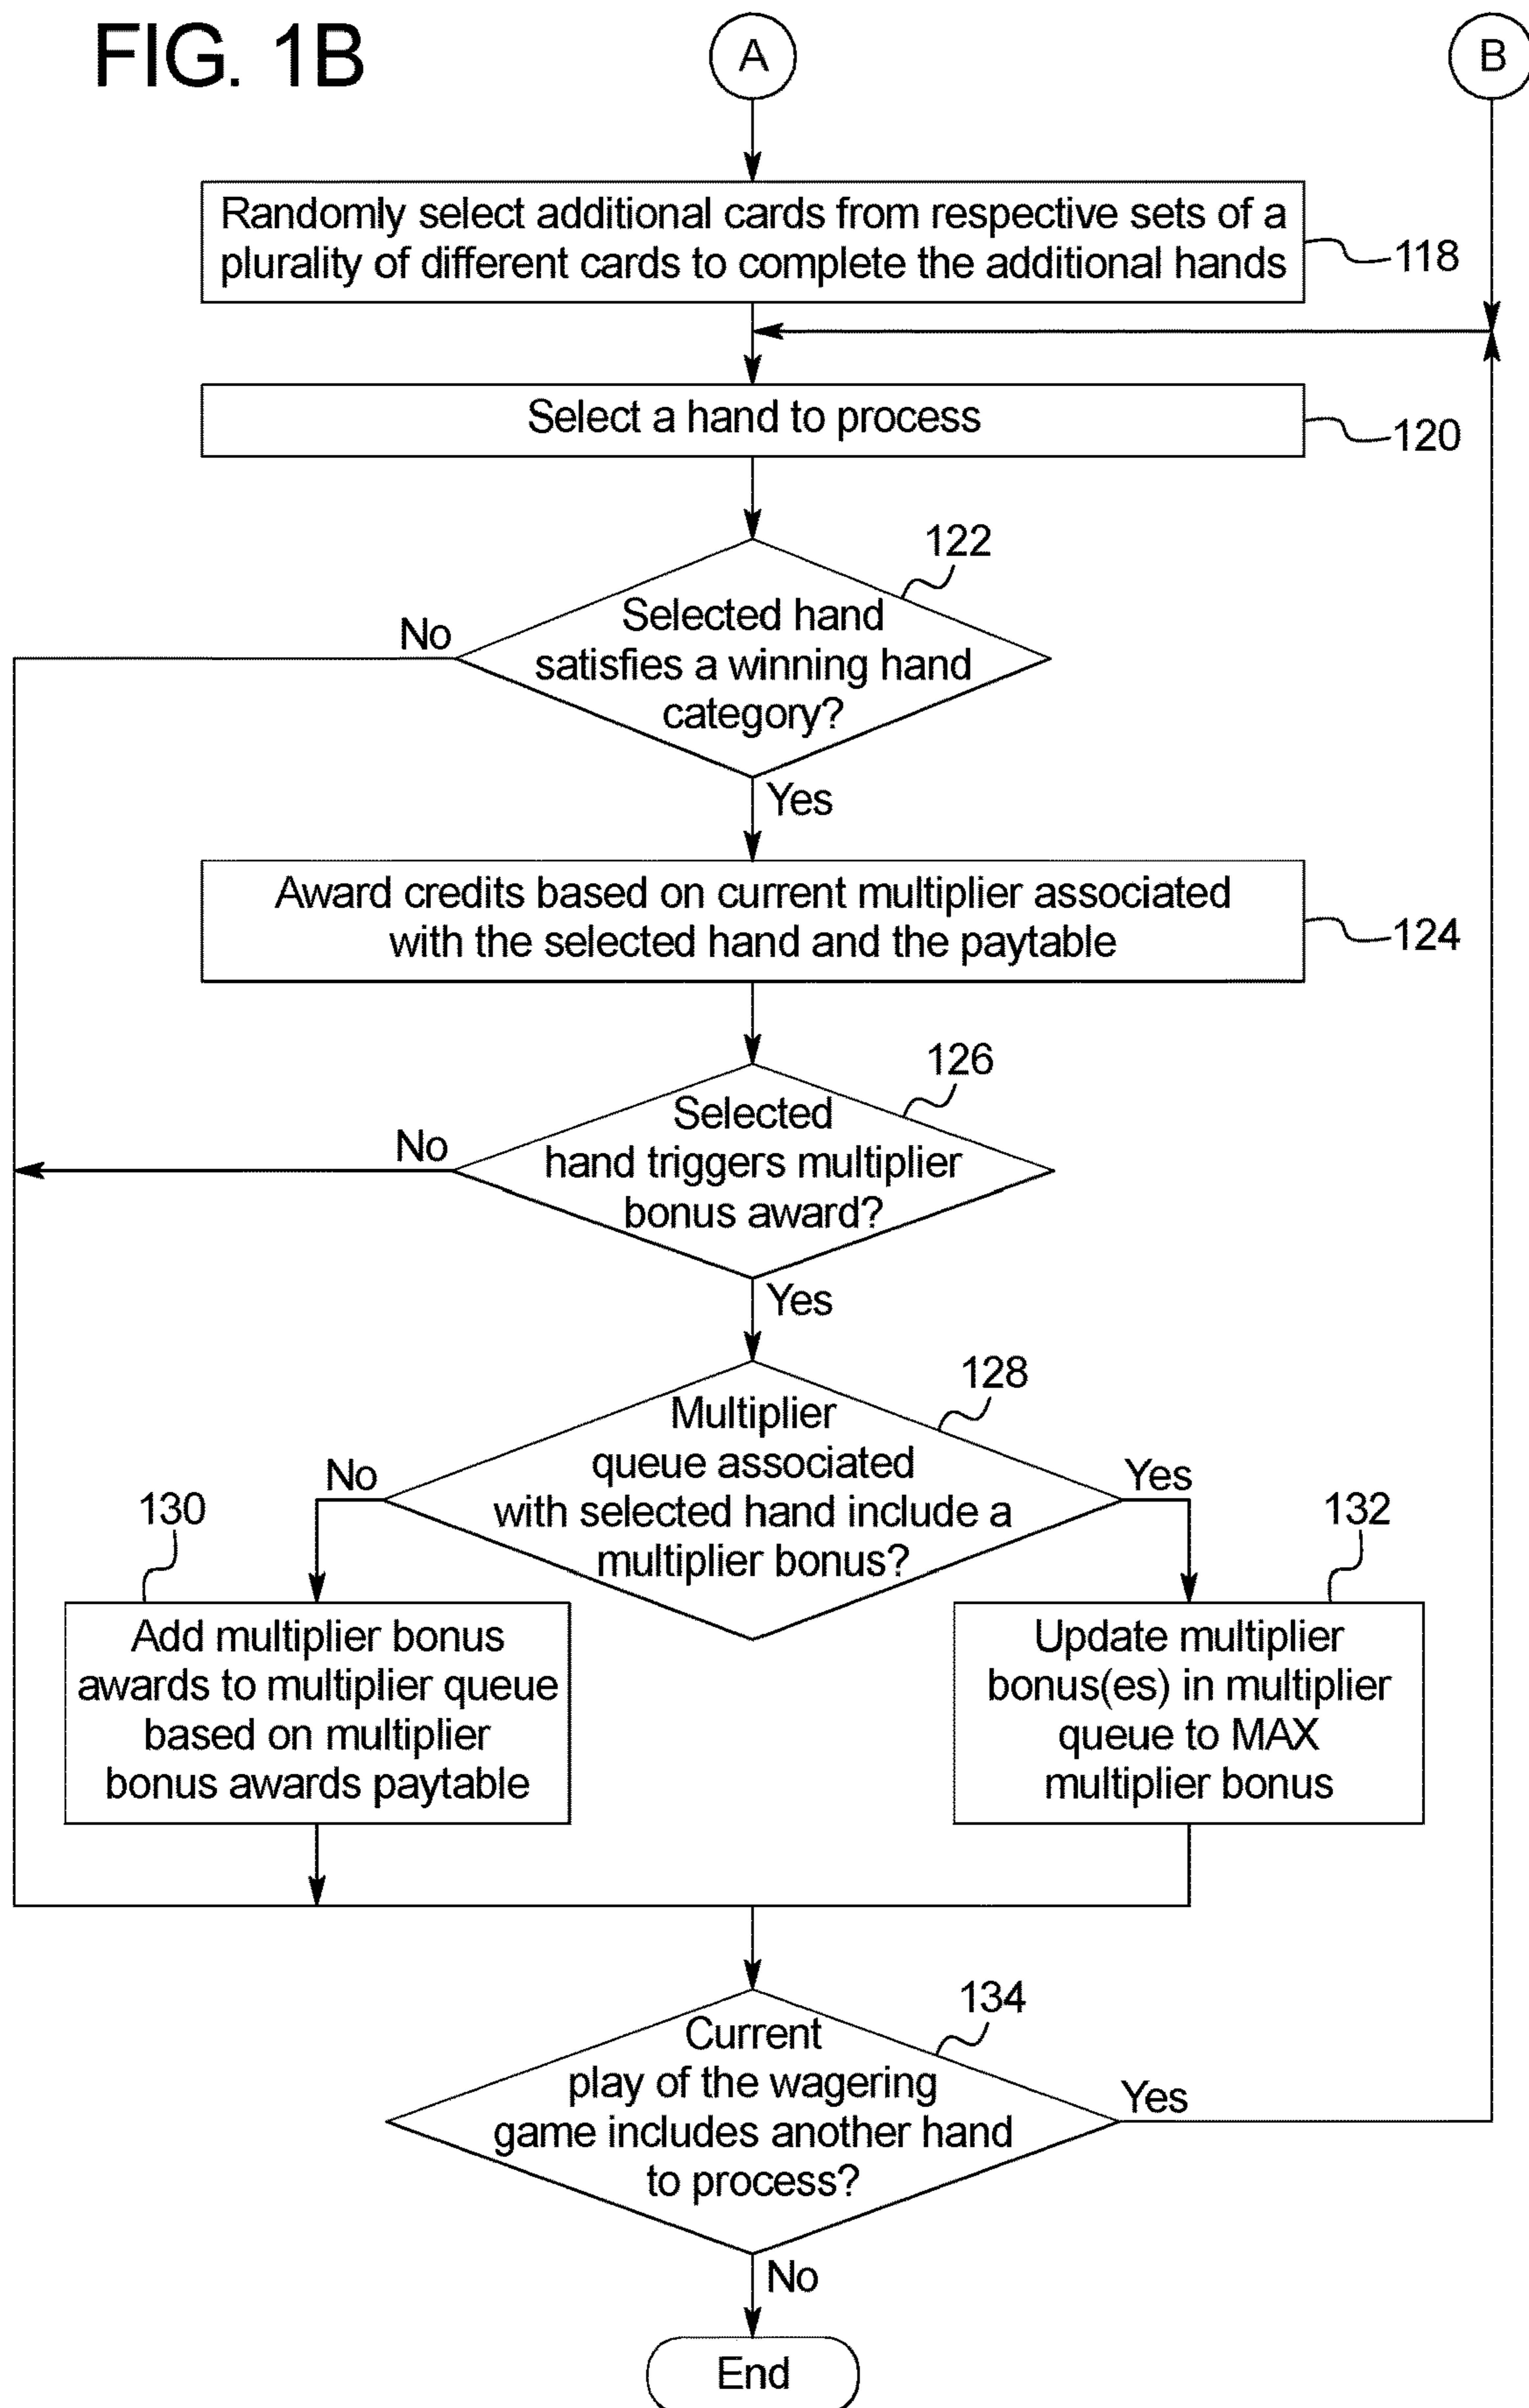 FIG. 1B
A
B
Randomly select additional cards from respective sets of a
plurality of different cards to complete the additional hands
118
Select a hand to process
120
122
Selected hand
satisfies a winning hand
category?
No
Yes
Award credits based on current multiplier associated
with the selected hand and the paytable
124
126
Selected
hand triggers multiplier
bonus award?
No
Yes
128
Multiplier
queue associated
with selected hand include a
multiplier bonus?
No
Yes
130
132
Add multiplier bonus
awards to multiplier queue
based on multiplier
bonus awards paytable
Update multiplier
bonus(es) in multiplier
queue to MAX
multiplier bonus
134
Current
play of the wagering
game includes another hand
to process?
Yes
No
End